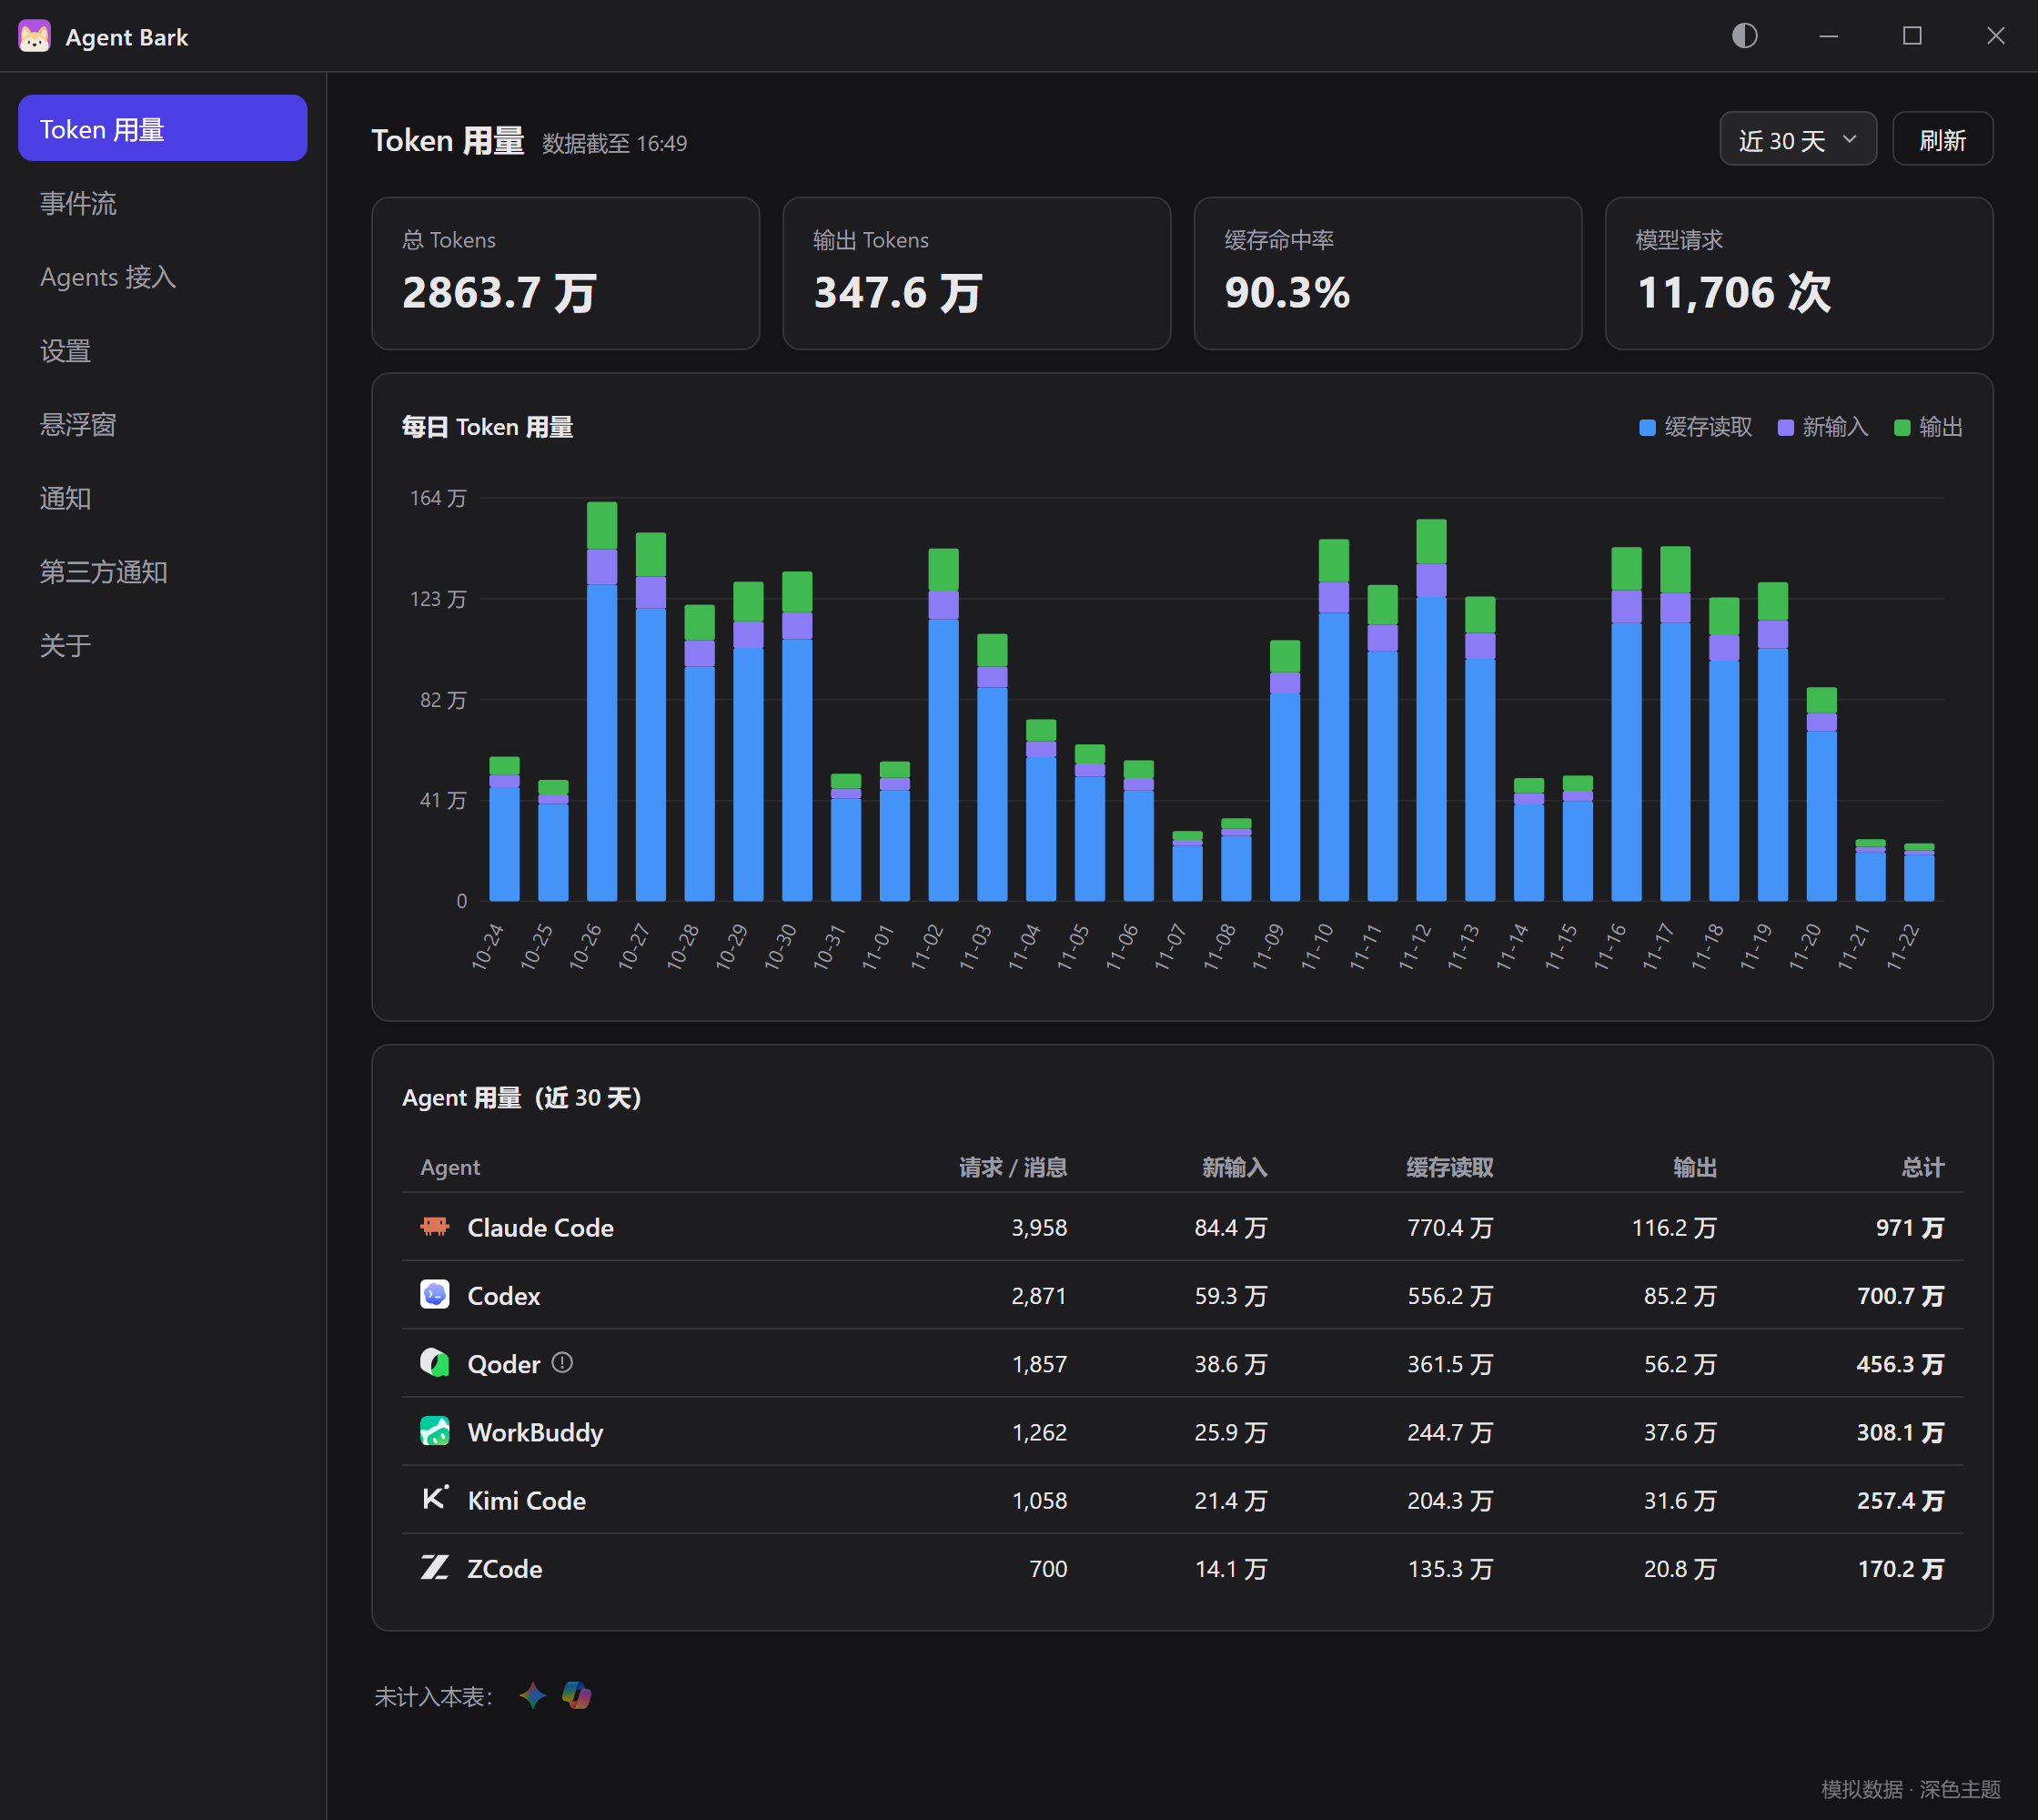 Agent Bark
Token 用量
事件流
Agents 接入
设置
悬浮窗
通知
第三方通知
关于
Token 用量 数据截至 16:49
近 30 天 刷新
总 Tokens
2863.7 万
输出 Tokens
347.6 万
缓存命中率
90.3%
模型请求
11,706 次
每日 Token 用量
缓存读取 新输入 输出
164 万
123 万
82 万
41 万
0
10-24 10-25 10-26 10-27 10-28 10-29 10-30 10-31 11-01 11-02 11-03 11-04 11-05 11-06 11-07 11-08 11-09 11-10 11-11 11-12 11-13 11-14 11-15 11-16 11-17 11-18 11-19 11-20 11-21 11-22
Agent 用量（近 30 天）
Agent 请求 / 消息 新输入 缓存读取 输出 总计
Claude Code 3,958 84.4 万 770.4 万 116.2 万 971 万
Codex 2,871 59.3 万 556.2 万 85.2 万 700.7 万
Qoder 1,857 38.6 万 361.5 万 56.2 万 456.3 万
WorkBuddy 1,262 25.9 万 244.7 万 37.6 万 308.1 万
Kimi Code 1,058 21.4 万 204.3 万 31.6 万 257.4 万
ZCode 700 14.1 万 135.3 万 20.8 万 170.2 万
未计入本表：
模拟数据 · 深色主题